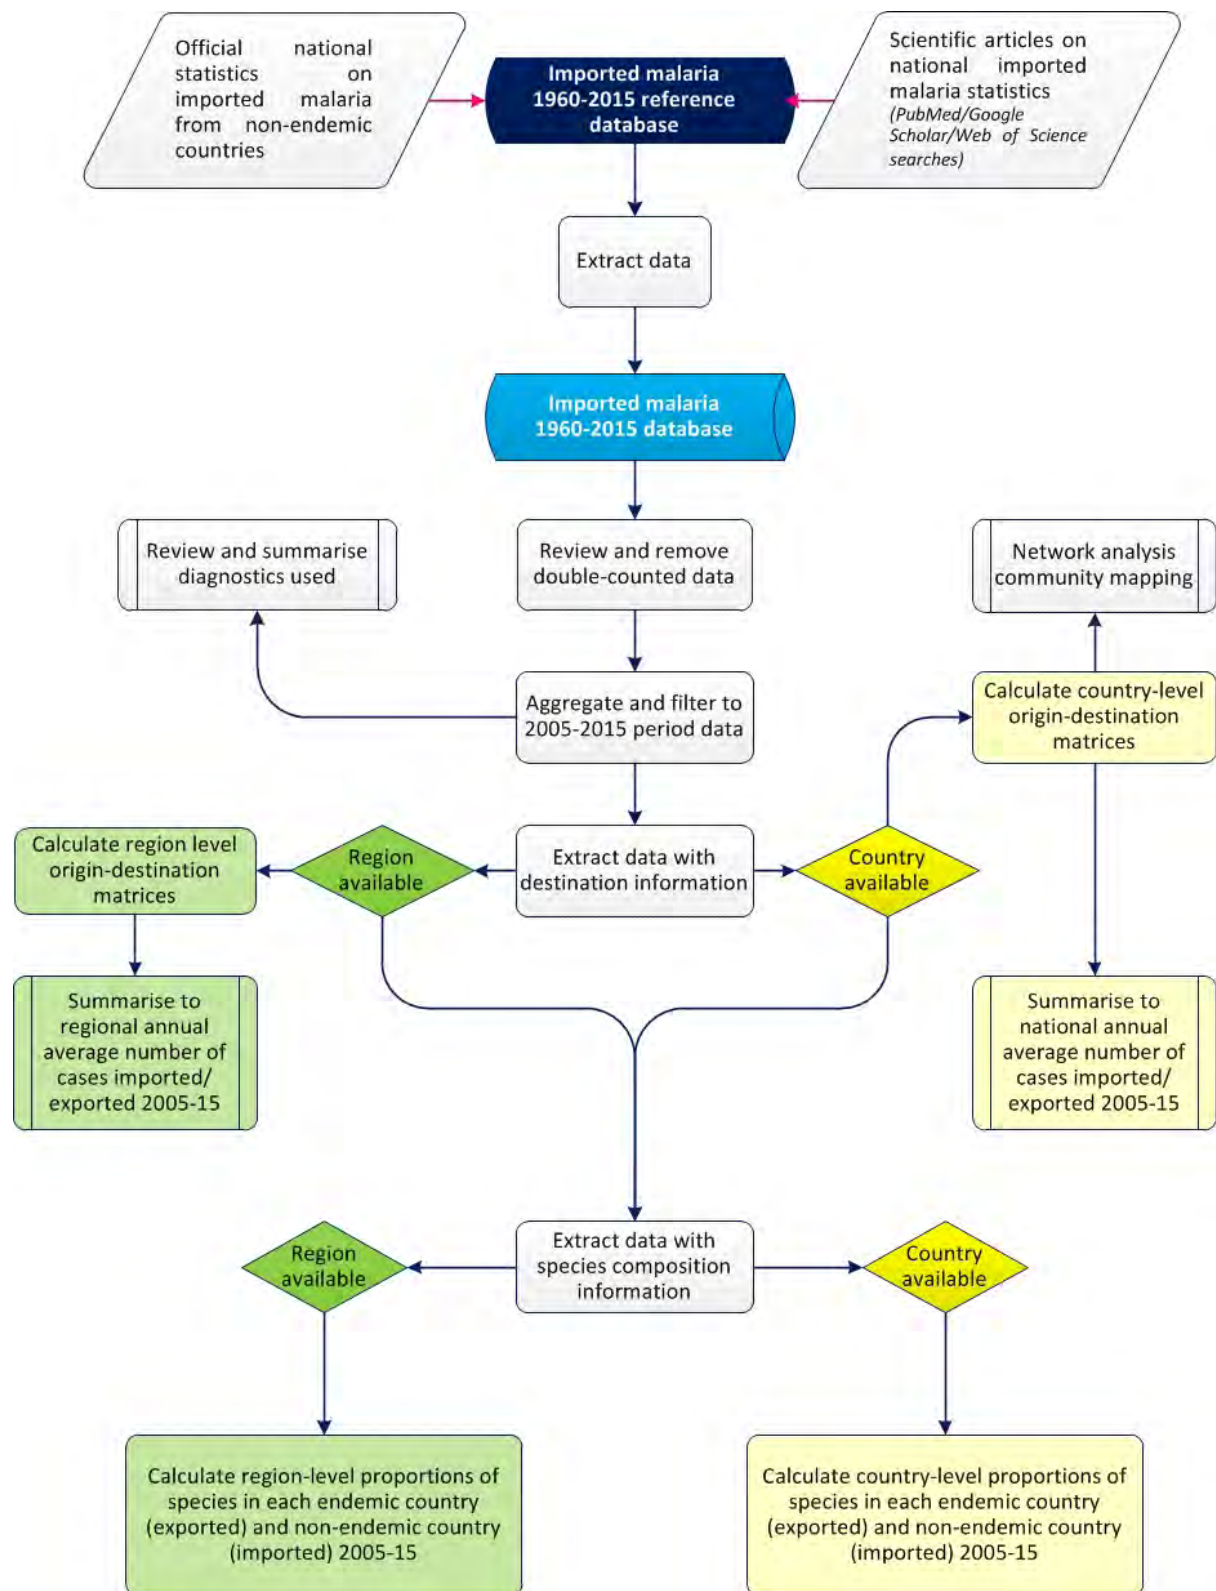 Official national
statistics on
imported malaria
from non-endemic
countries
Imported malaria
1960-2015 reference
database
Scientific articles on
national imported
malaria statistics
(PubMed/Google
Scholar/Web of Science
searches)
Extract data
Imported malaria
1960-2015 database
Review and summarise
diagnostics used
Review and remove
double-counted data
Network analysis
community mapping
Aggregate and filter to
2005-2015 period data
Calculate country-level
origin-destination
matrices
Calculate region level
origin-destination
matrices
Region
available
Extract data with
destination information
Country
available
Summarise to
regional annual
average number of
cases imported/
exported 2005-15
Summarise to
national annual
average number of
cases imported/
exported 2005-15
Region
available
Extract data with
species composition
information
Country
available
Calculate region-level proportions of
species in each endemic country
(exported) and non-endemic country
(imported) 2005-15
Calculate country-level proportions of
species in each endemic country
(exported) and non-endemic country
(imported) 2005-15